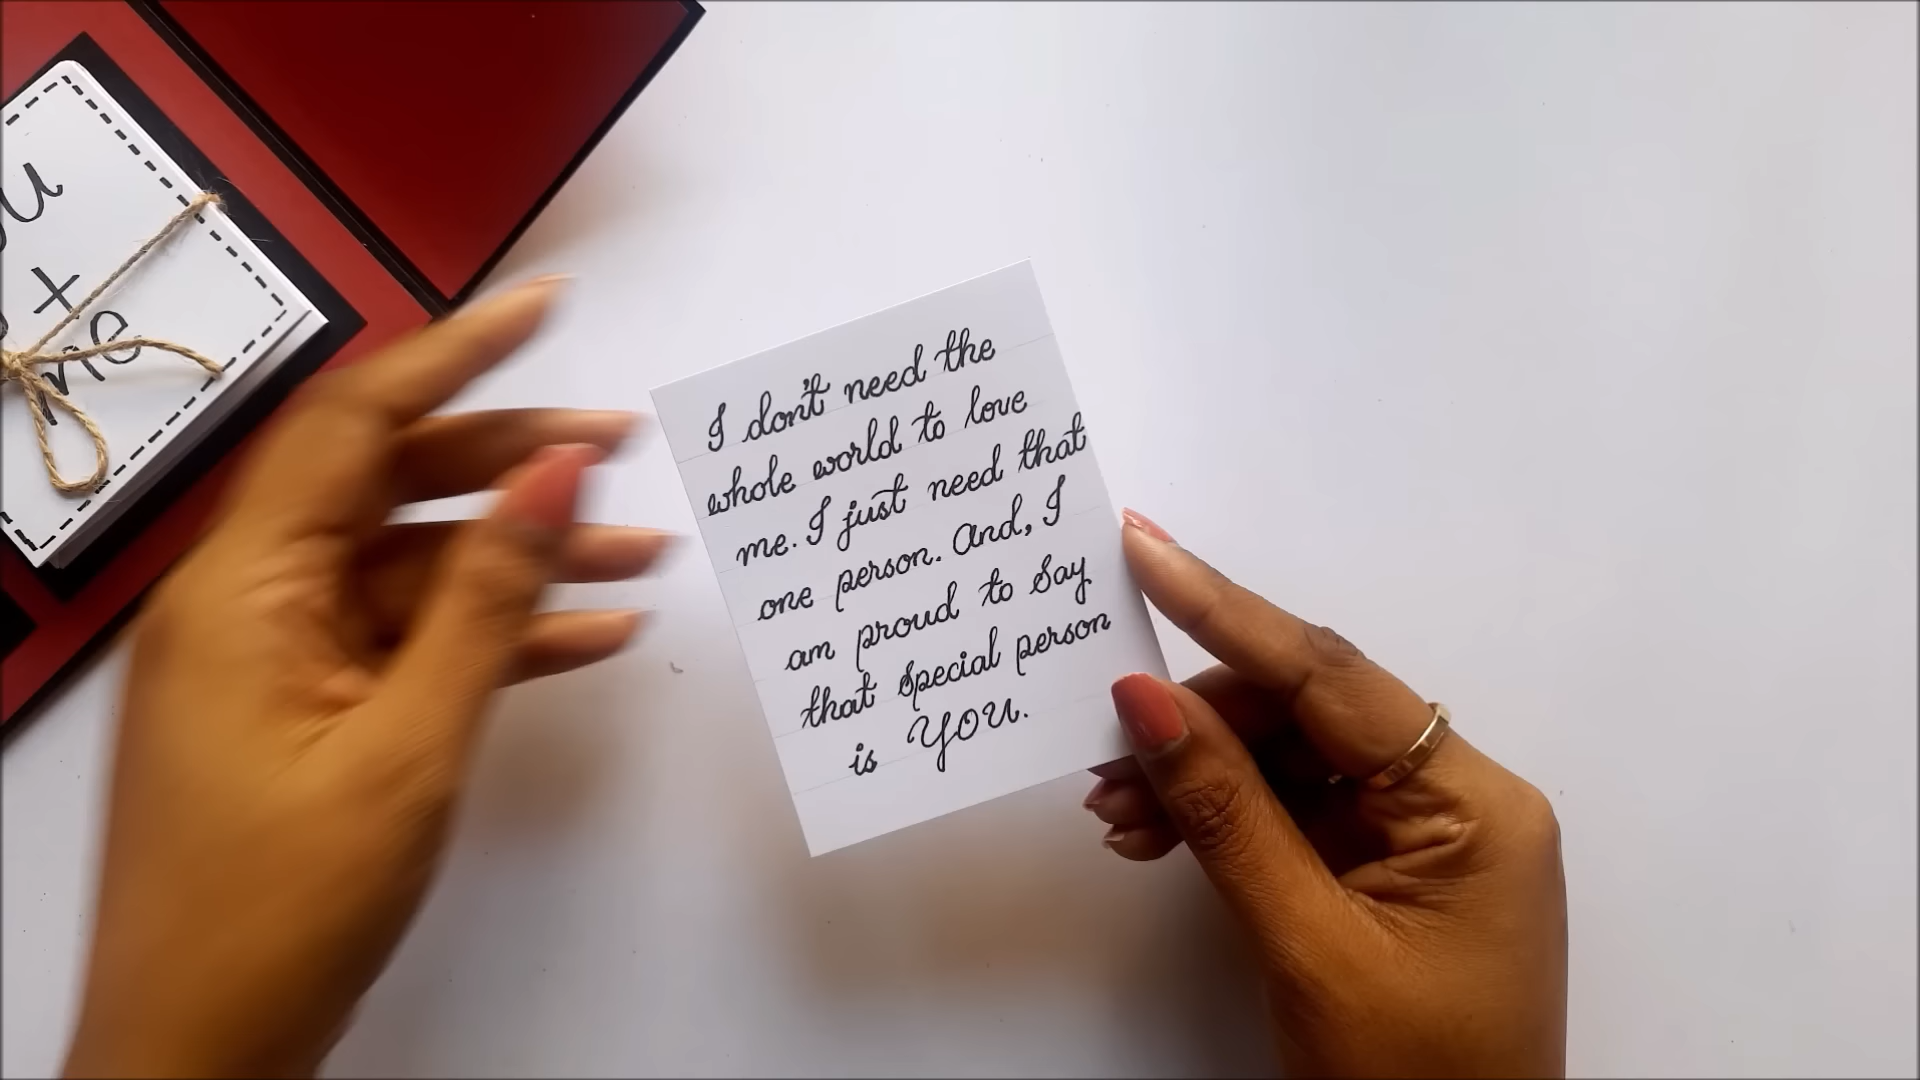 u
+
me
I don't need the
whole world to love
me. I just need that
one person. And, I
am proud to say
that special person
is YOU.